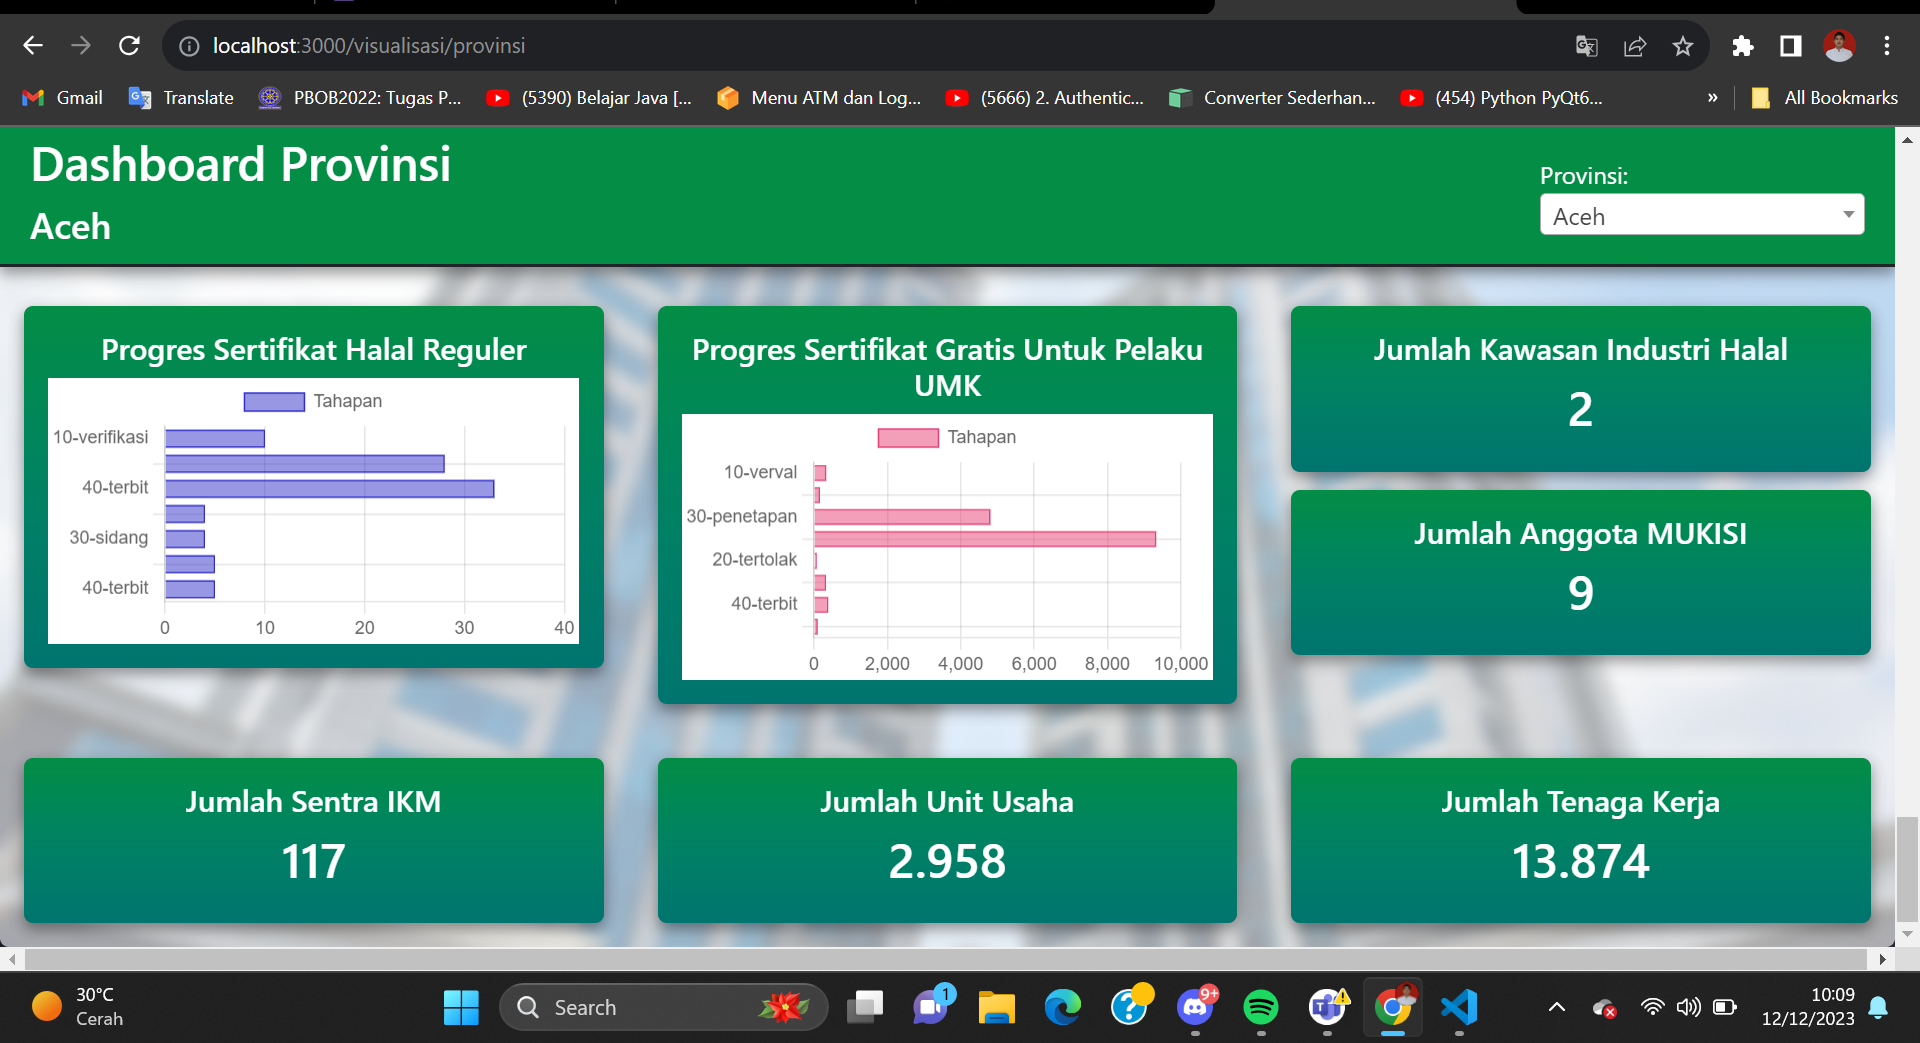 localhost:3000/visualisasi/provinsi
Gmail
Translate
PBOB2022: Tugas P...
(5390) Belajar Java [...
Menu ATM dan Log...
(5666) 2. Authentic...
Converter Sederhan...
(454) Python PyQt6...
»
All Bookmarks
Dashboard Provinsi
Aceh
Provinsi:
Aceh
Progres Sertifikat Halal Reguler
Tahapan
10-verifikasi
40-terbit
30-sidang
40-terbit
0 10 20 30 40
Progres Sertifikat Gratis Untuk Pelaku
UMK
Tahapan
10-verval
30-penetapan
20-tertolak
40-terbit
0 2,000 4,000 6,000 8,000 10,000
Jumlah Kawasan Industri Halal
2
Jumlah Anggota MUKISI
9
Jumlah Sentra IKM
117
Jumlah Unit Usaha
2.958
Jumlah Tenaga Kerja
13.874
30°C
Cerah
Search
1
9+
10:09
12/12/2023